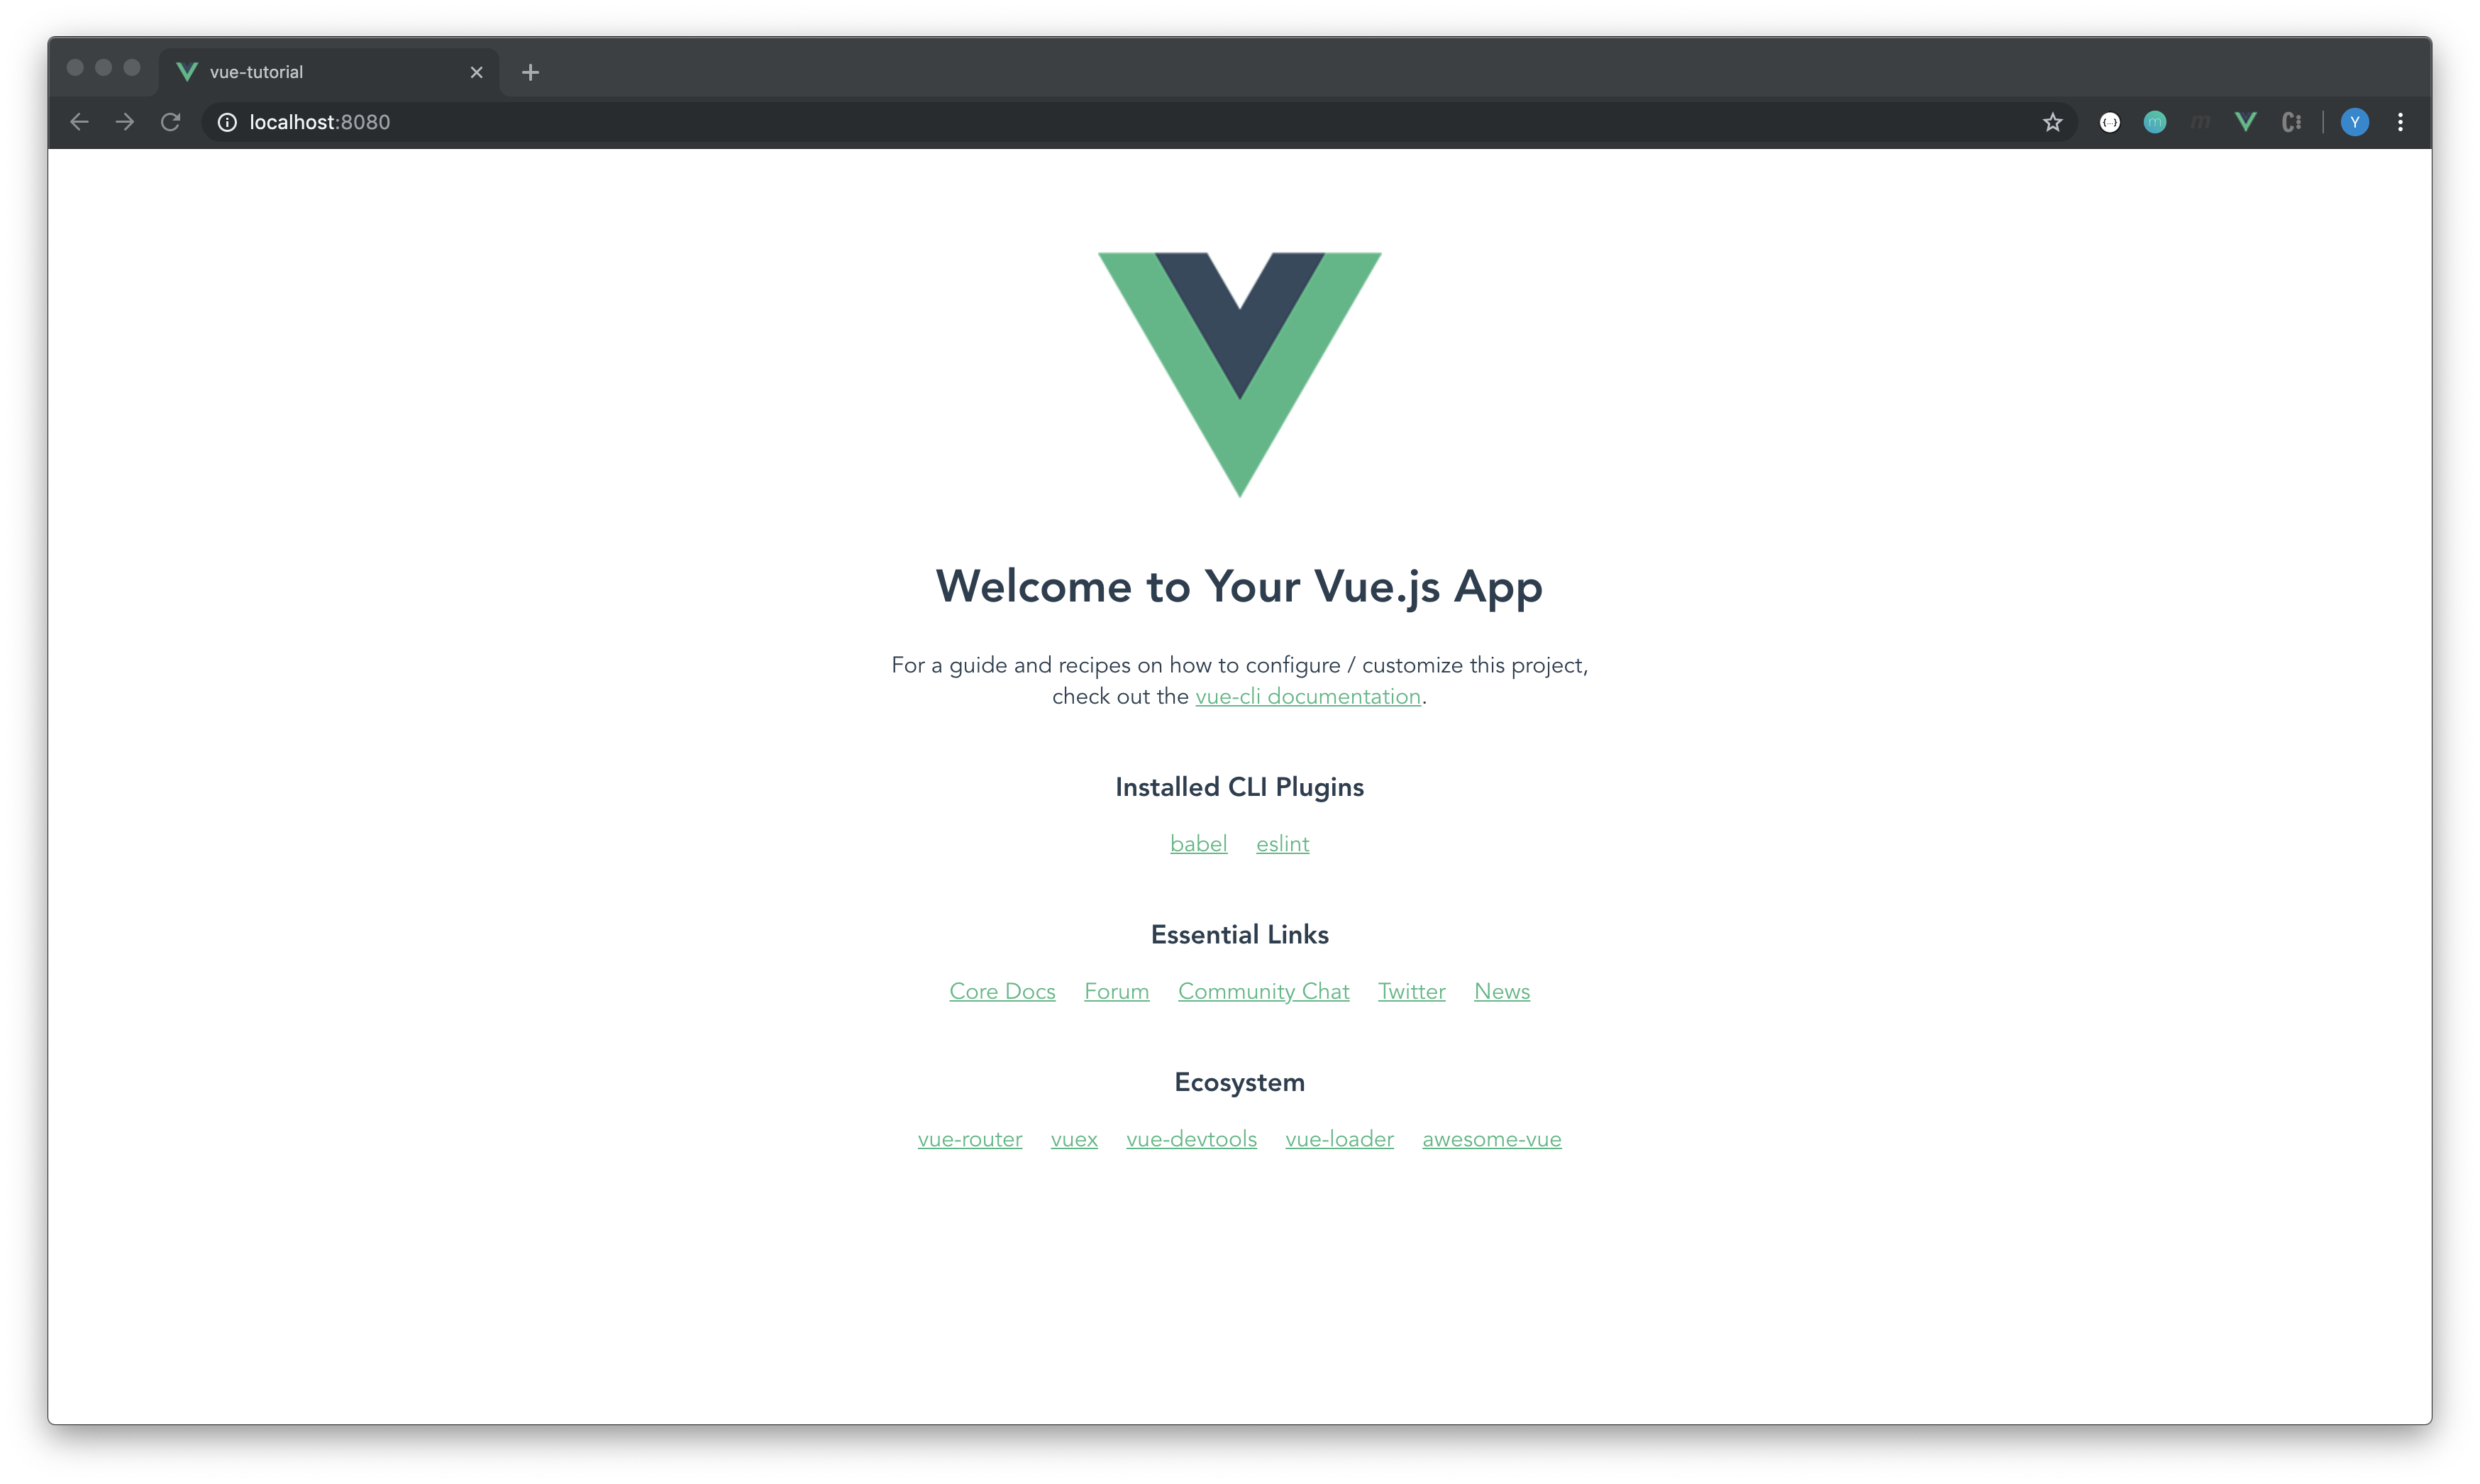 vue-tutorial
localhost:8080
Y
Welcome to Your Vue.js App
For a guide and recipes on how to configure / customize this project,
check out the vue-cli documentation.
Installed CLI Plugins
babel eslint
Essential Links
Core Docs Forum Community Chat Twitter News
Ecosystem
vue-router vuex vue-devtools vue-loader awesome-vue